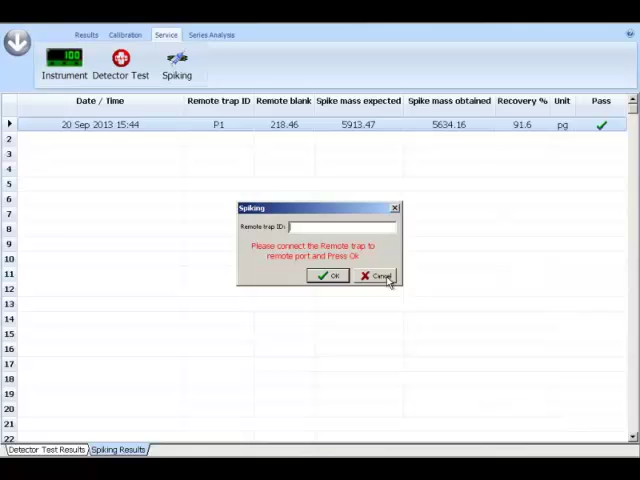 Results Calibration Service Series Analysis
100
Instrument Detector Test Spiking
Date / Time Remote trap ID Remote blank Spike mass expected Spike mass obtained Recovery % Unit Pass
20 Sep 2013 15:44 P1 218.46 5913.47 5634.16 91.6 pg
2
3
4
5
6
7
8
9
10
11
12
13
14
15
16
17
18
19
20
21
22
Spiking
Remote trap ID:
Please connect the Remote trap to
remote port and Press Ok
OK Cancel
Detector Test Results Spiking Results